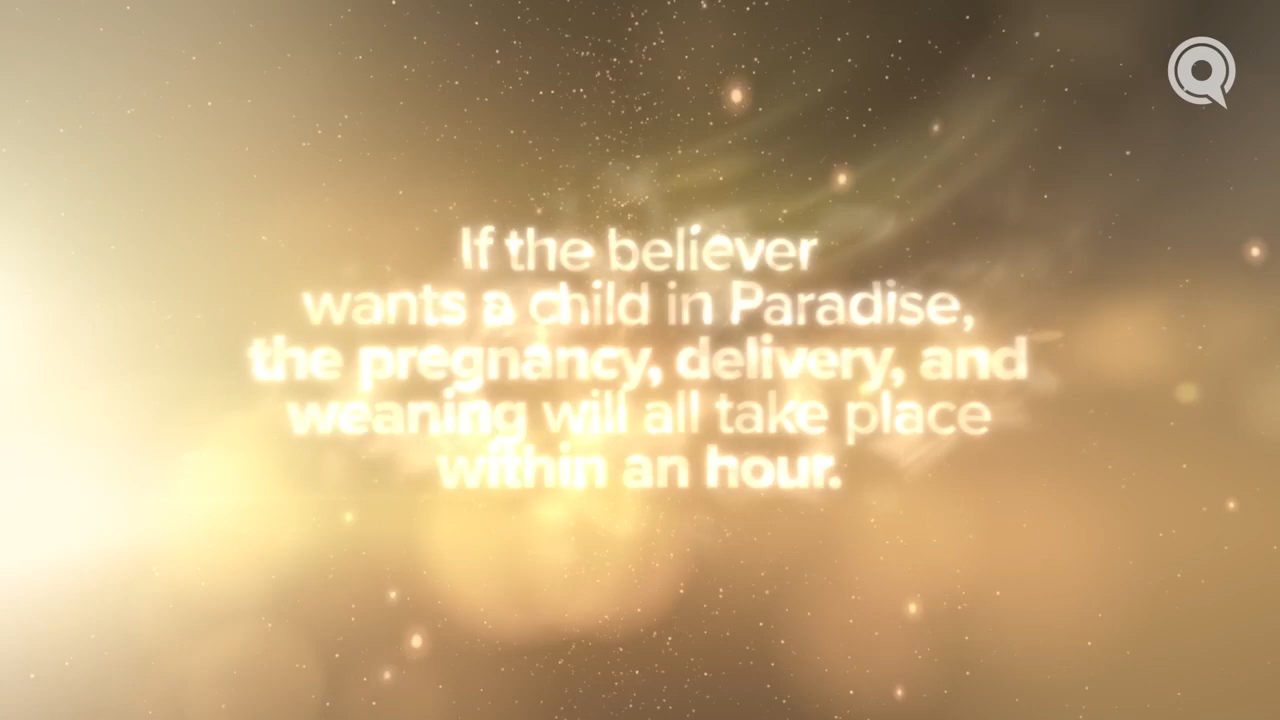 If the believer
wants a child in Paradise,
the pregnancy, delivery, and
weaning will all take place
within an hour.